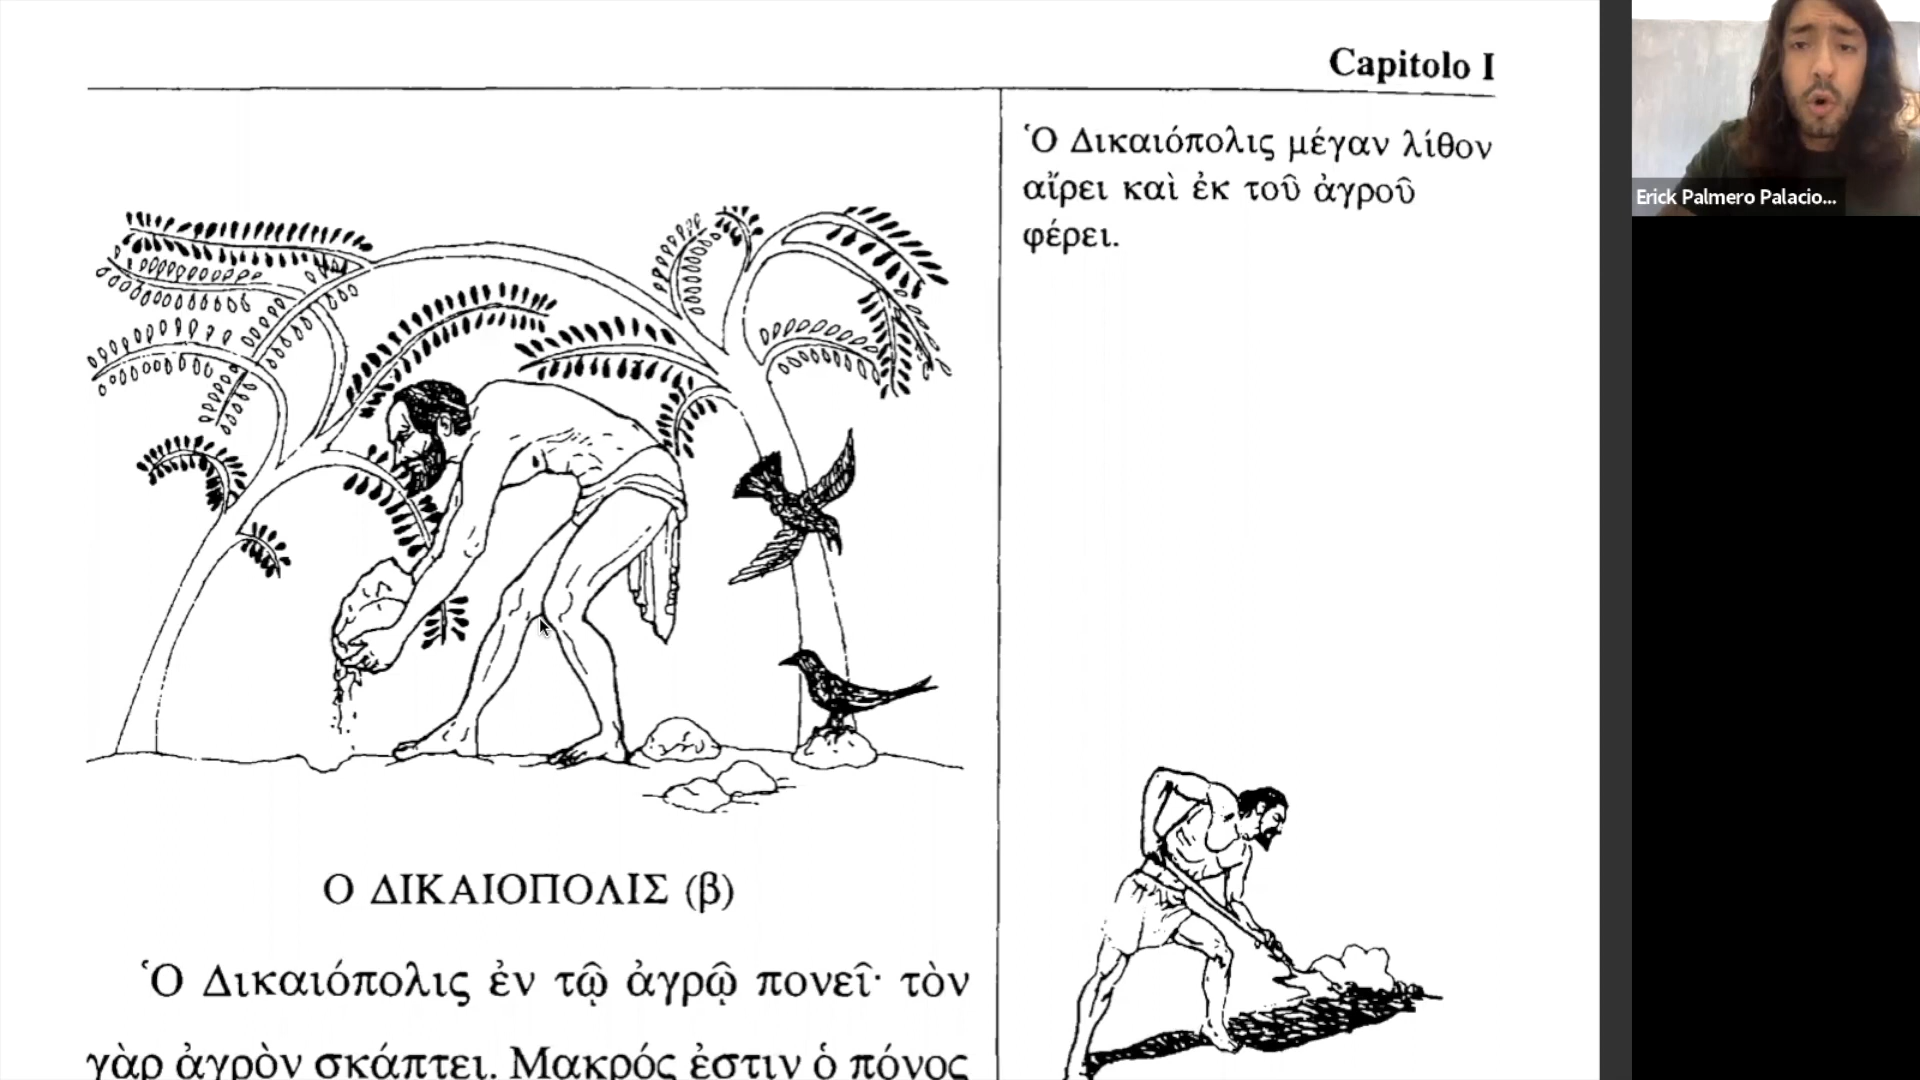 Capitolo I
Ὁ Δικαιόπολις μέγαν λίθον
αἴρει καὶ ἐκ τοῦ ἀγροῦ
φέρει.
Ο ΔΙΚΑΙΟΠΟΛΙΣ (β)
Ὁ Δικαιόπολις ἐν τῷ ἀγρῷ πονεῖ· τὸν
γὰρ ἀγρὸν σκάπτει. Μακρός ἐστιν ὁ πόνος
Erick Palmero Palacio...